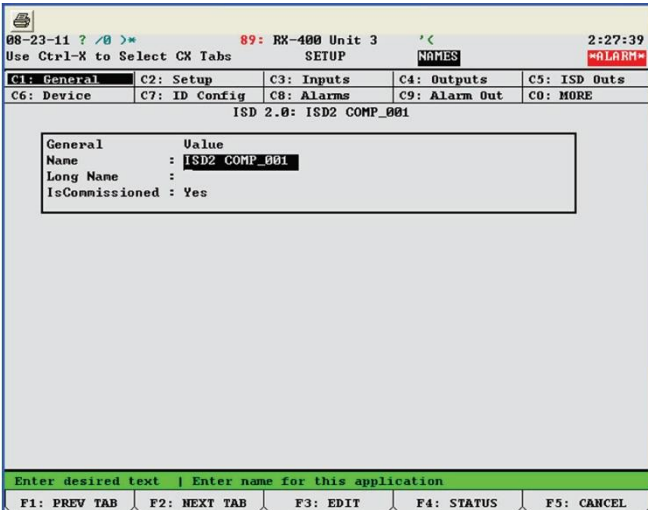 08-23-11 ? /0 )* 89: RX-400 Unit 3 '( 2:27:39
Use Ctrl-X to Select CX Tabs SETUP NAMES *ALARM*
C1: General C2: Setup C3: Inputs C4: Outputs C5: ISD Outs
C6: Device C7: ID Config C8: Alarms C9: Alarm Out C0: MORE
ISD 2.0: ISD2 COMP_001
General Value
Name : ISD2 COMP_001
Long Name :
IsCommissioned : Yes
Enter desired text | Enter name for this application
F1: PREV TAB F2: NEXT TAB F3: EDIT F4: STATUS F5: CANCEL